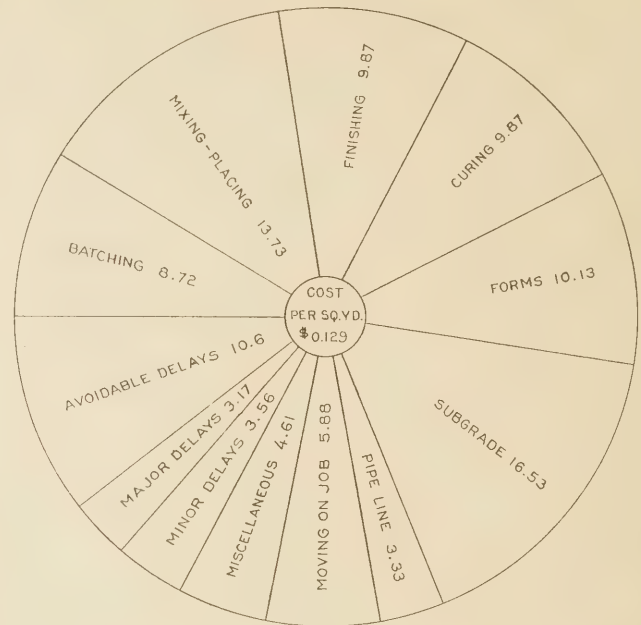 FINISHING 9.87
CURING 9.87
FORMS 10.13
SUBGRADE 16.53
PIPE LINE 3.33
MOVING ON JOB 5.88
MISCELLANEOUS 4.61
MINOR DELAYS 3.56
MAJOR DELAYS 3.17
AVOIDABLE DELAYS 10.6
BATCHING 8.72
MIXING-PLACING 13.73
COST
PER SQ.YD.
$0.129